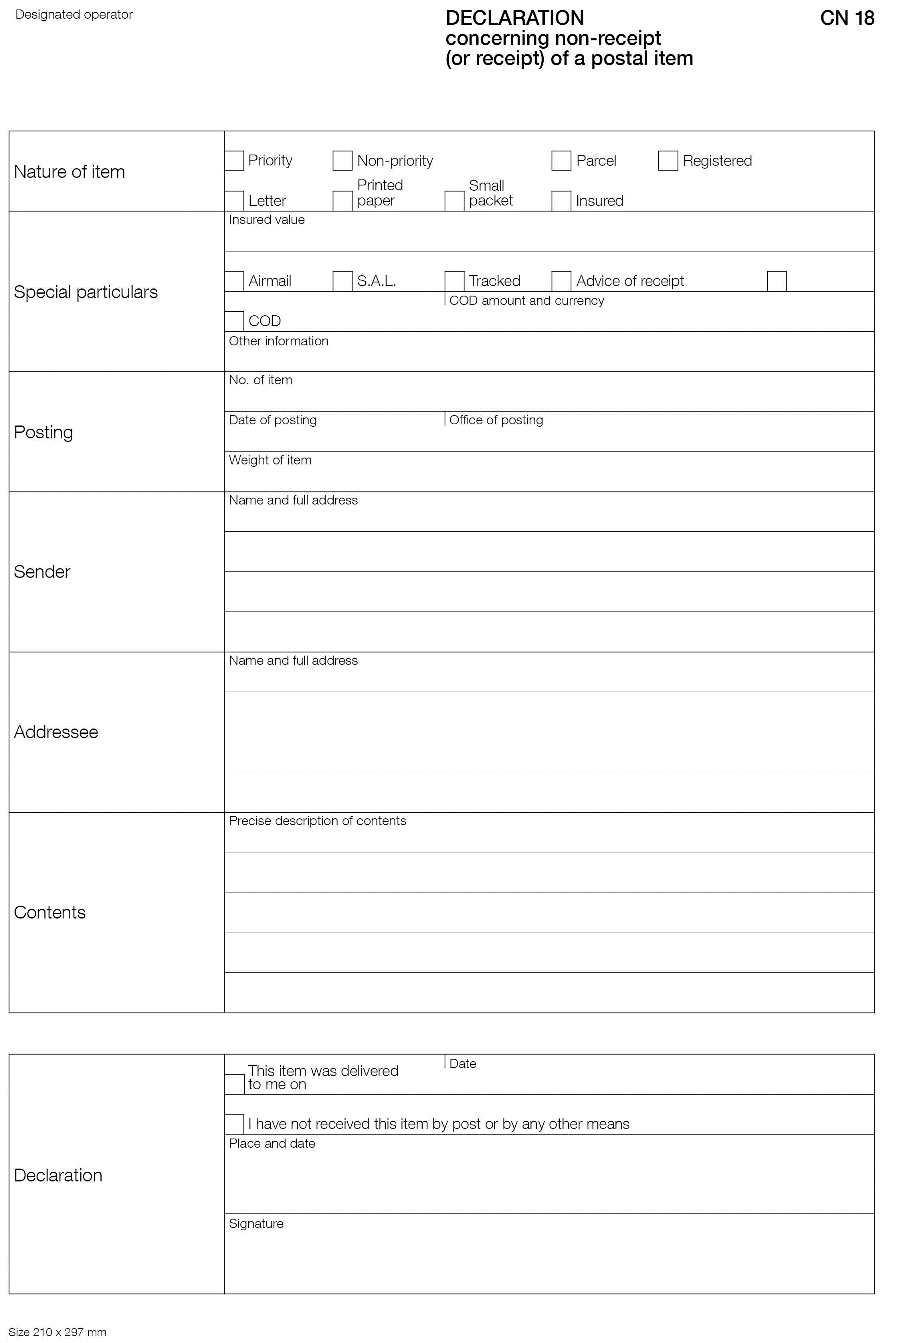 Designated operator
DECLARATION
concerning non-receipt
(or receipt) of a postal item
CN 18
Nature of item
Priority
Non-priority
Parcel
Registered
Letter
Printed
paper
Small
packet
Insured
Special particulars
Insured value
Airmail
S.A.L.
Tracked
Advice of receipt
COD
COD amount and currency
Other information
Posting
No. of item
Date of posting
Office of posting
Weight of item
Sender
Name and full address
Addressee
Name and full address
Contents
Precise description of contents
Declaration
This item was delivered
to me on
Date
I have not received this item by post or by any other means
Place and date
Signature
Size 210 x 297 mm